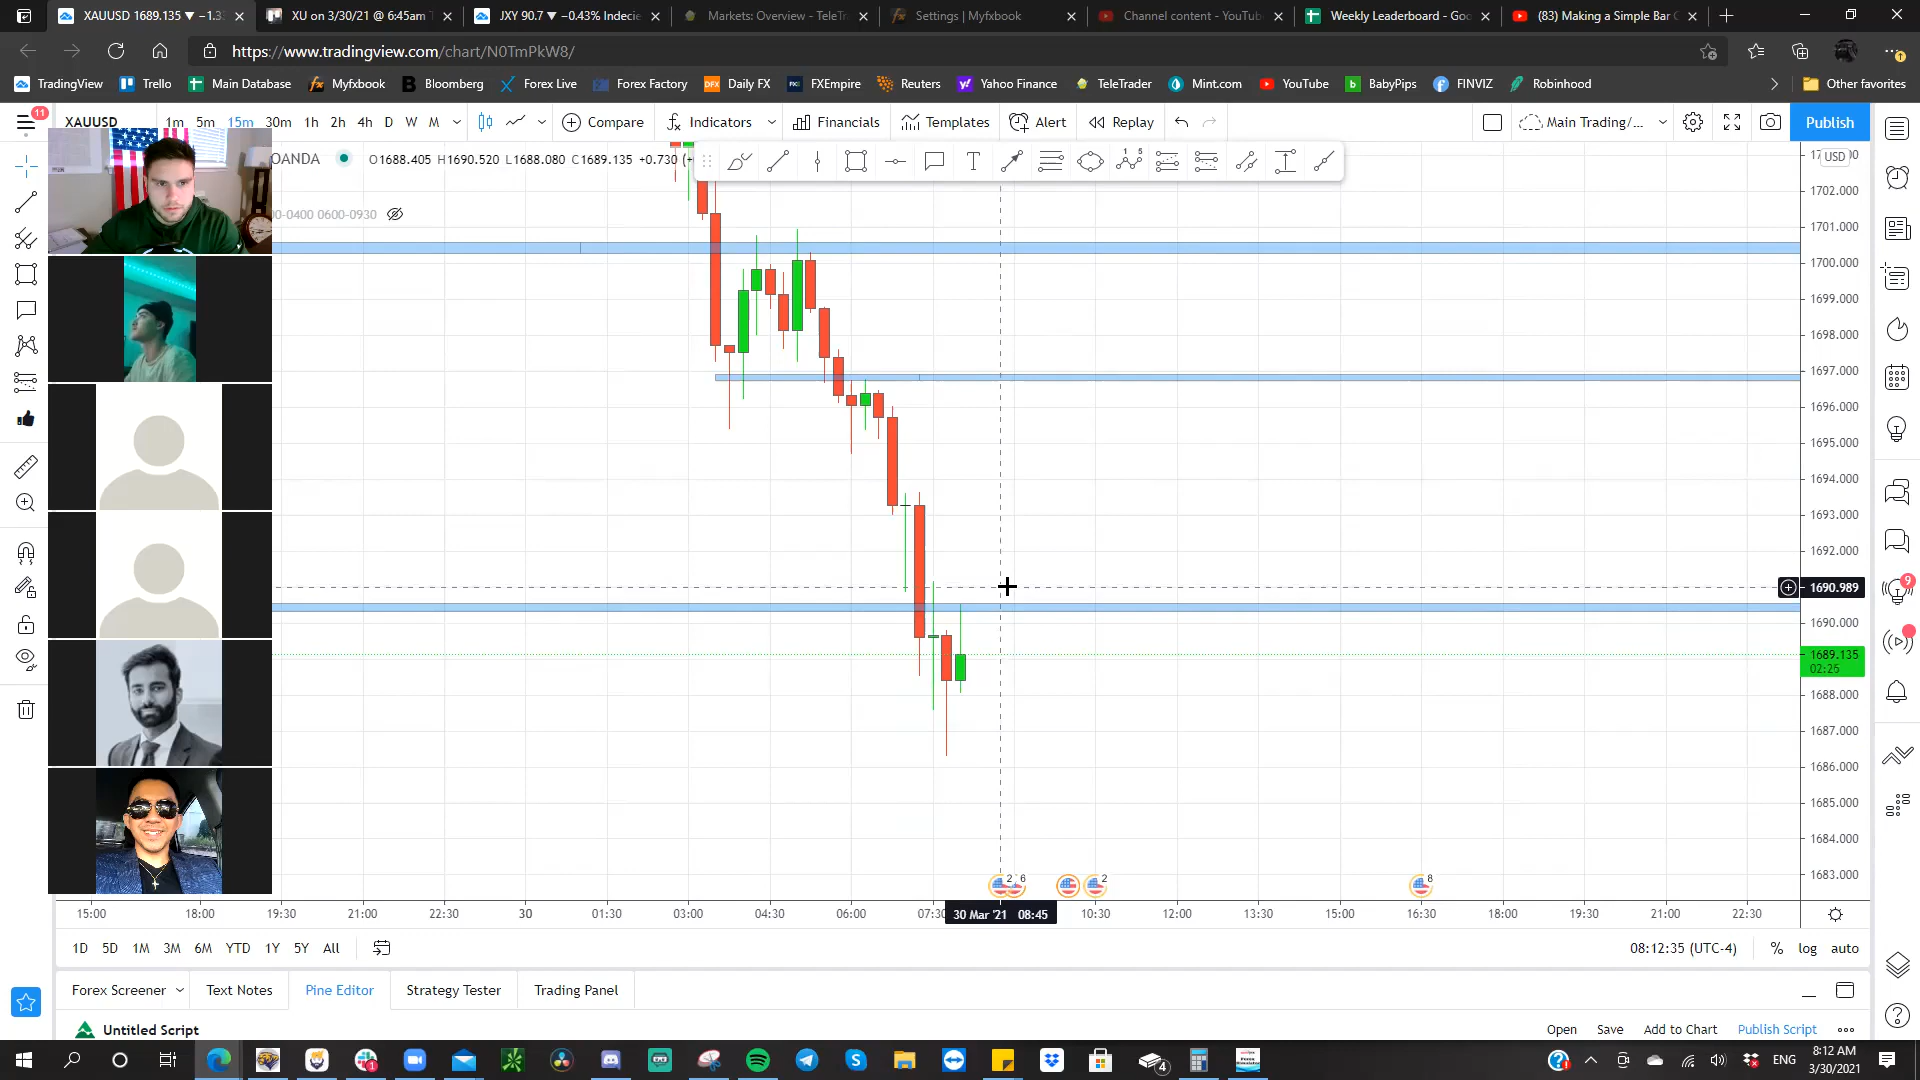 XAUUSD 1689.135 ▼ −1.3
XU on 3/30/21 @ 6:45am
JXY 90.7 ▼ −0.43% Indecie
Markets: Overview - TeleTra
Settings | Myfxbook
Channel content - YouTub
Weekly Leaderboard - Goo
(83) Making a Simple Bar
https://www.tradingview.com/chart/N0TmPkW8/
TradingView Trello Main Database Myfxbook Bloomberg Forex Live Forex Factory Daily FX FXEmpire Reuters Yahoo Finance TeleTrader Mint.com YouTube BabyPips FINVIZ Robinhood Other favorites
11 XAUUSD 1m 5m 15m 30m 1h 2h 4h D W M Compare Indicators Financials Templates Alert Replay Main Trading/... Publish
OANDA O1688.405 H1690.520 L1688.080 C1689.135 +0.730
00-0400 0600-0930
USD
1702.000
1701.000
1700.000
1699.000
1698.000
1697.000
1696.000
1695.000
1694.000
1693.000
1692.000
1690.989
1690.000
1689.135
02:25
1688.000
1687.000
1686.000
1685.000
1684.000
1683.000
9
2 6 2 8
15:00 18:00 19:30 21:00 22:30 30 01:30 03:00 04:30 06:00 07:30 30 Mar '21 08:45 10:30 12:00 13:30 15:00 16:30 18:00 19:30 21:00 22:30
1D 5D 1M 3M 6M YTD 1Y 5Y All 08:12:35 (UTC-4) % log auto
Forex Screener Text Notes Pine Editor Strategy Tester Trading Panel
Untitled Script Open Save Add to Chart Publish Script
ENG 8:12 AM
3/30/2021